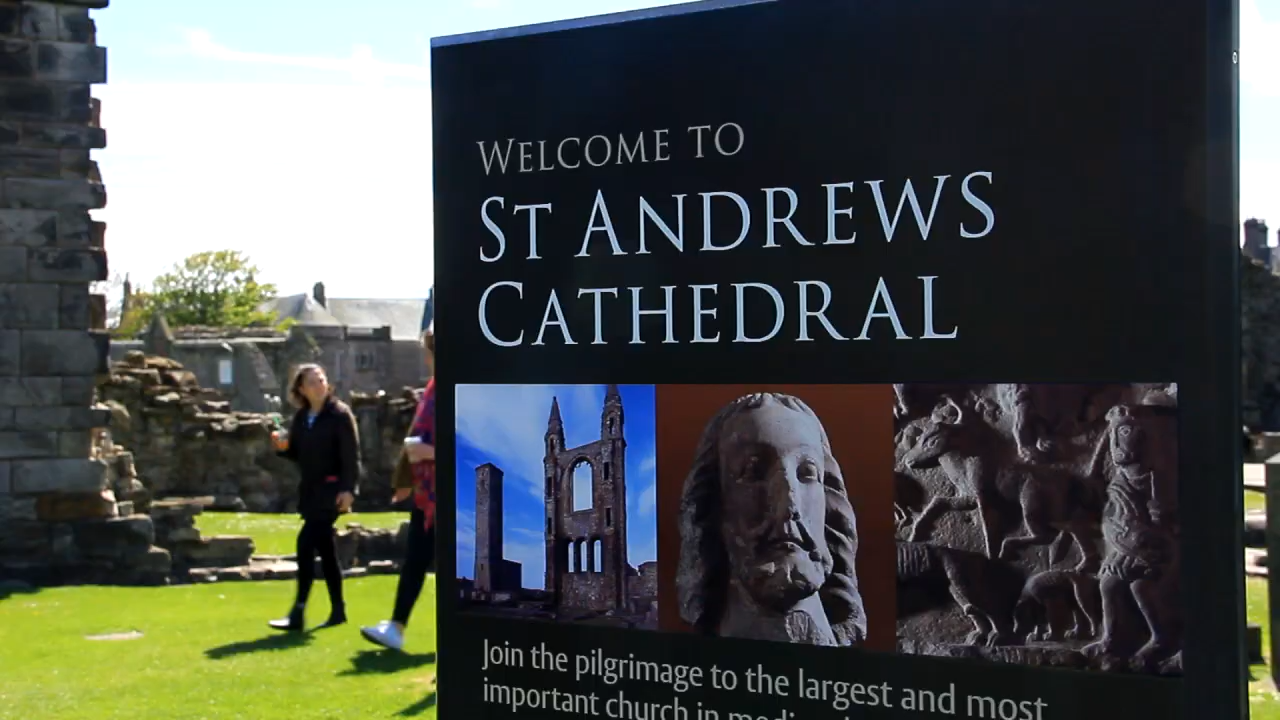 WELCOME TO
ST ANDREWS
CATHEDRAL
Join the pilgrimage to the largest and most
important church in